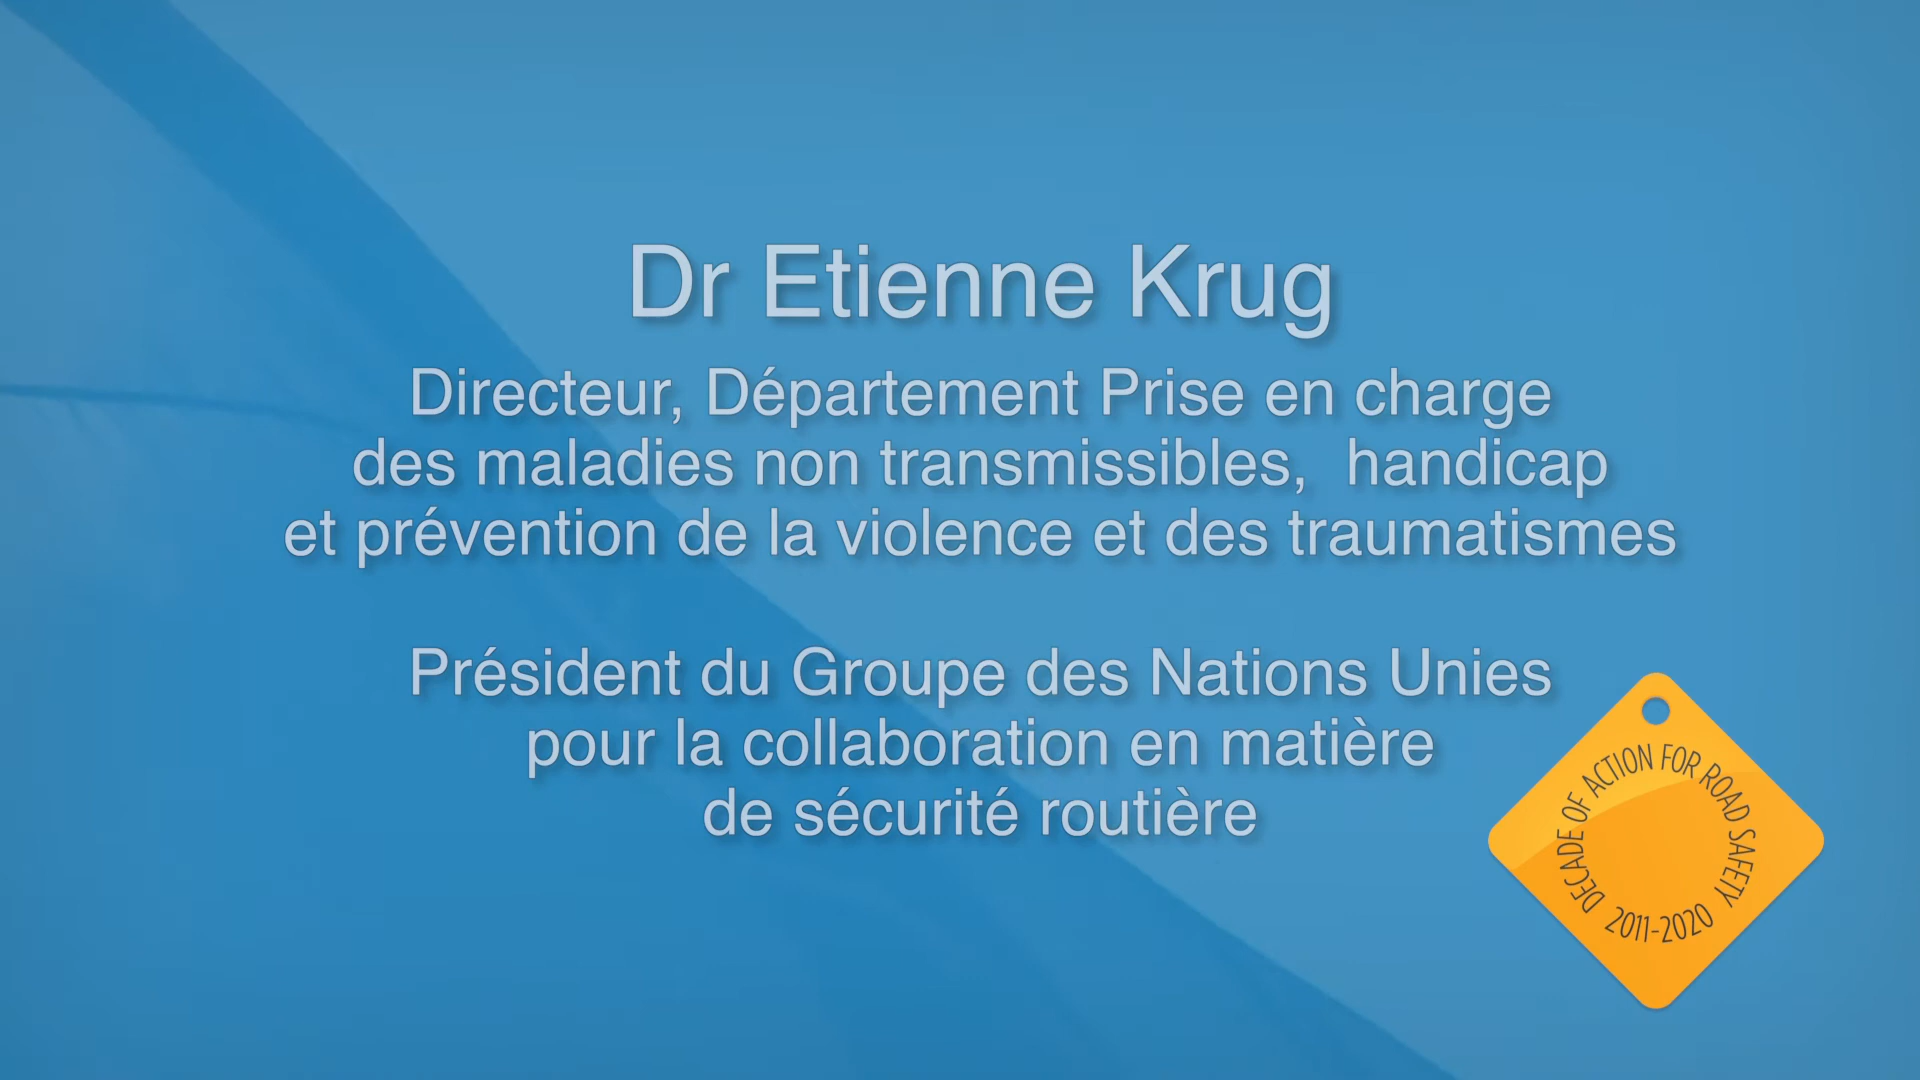 Dr Etienne Krug
Directeur, Département Prise en charge
des maladies non transmissibles, handicap
et prévention de la violence et des traumatismes
Président du Groupe des Nations Unies
pour la collaboration en matière
de sécurité routière
DECADE OF ACTION FOR ROAD SAFETY
2011-2020